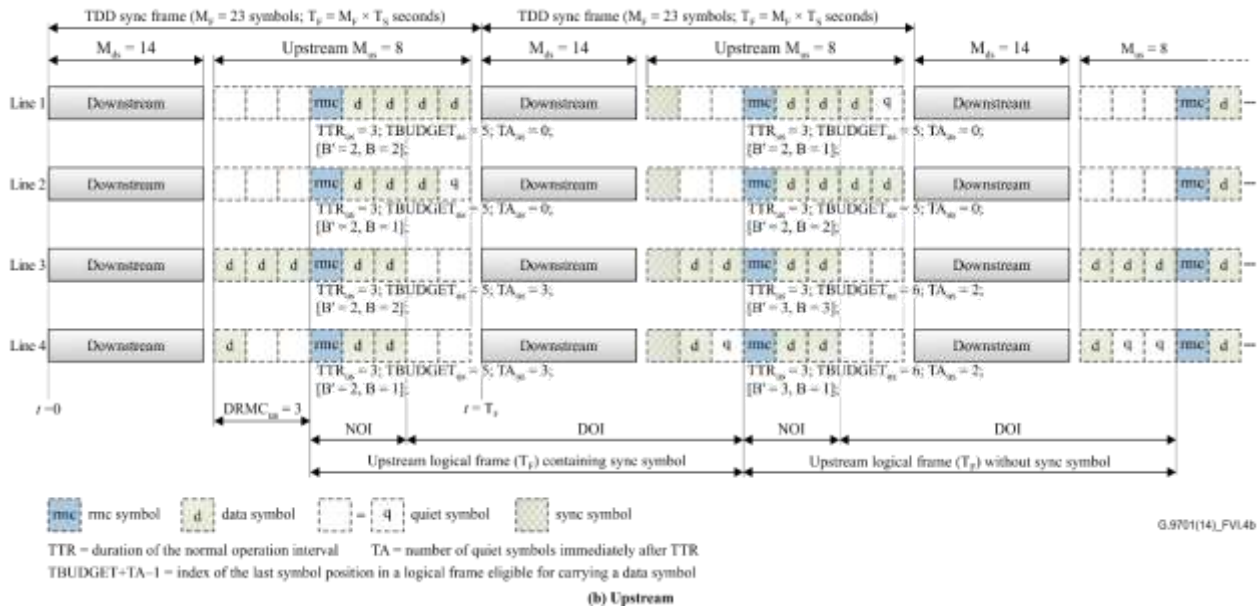 TDD sync frame (M_F = 23 symbols; T_F = M_F × T_S seconds) TDD sync frame (M_F = 23 symbols; T_F = M_F × T_S seconds)
M_ds = 14 Upstream M_us = 8 M_ds = 14 Upstream M_us = 8 M_ds = 14 M_us = 8
Line 1 Downstream rmc d d d d Downstream rmc d d d q Downstream rmc d
TTR_us = 3; TBUDGET_us = 5; TA_us = 0; TTR_us = 3; TBUDGET_us = 5; TA_us = 0;
[B' = 2, B = 2]; [B' = 2, B = 1];
Line 2 Downstream rmc d d d q Downstream rmc d d d d Downstream rmc d
TTR_us = 3; TBUDGET_us = 5; TA_us = 0; TTR_us = 3; TBUDGET_us = 5; TA_us = 0;
[B' = 2, B = 1]; [B' = 2, B = 2];
Line 3 Downstream d d d rmc d d Downstream d d rmc d d Downstream d d d rmc d
TTR_us = 3; TBUDGET_us = 5; TA_us = 3; TTR_us = 3; TBUDGET_us = 6; TA_us = 2;
[B' = 2, B = 2]; [B' = 3, B = 3];
Line 4 Downstream d rmc d d Downstream d q rmc d d Downstream d q q rmc d
TTR_us = 3; TBUDGET_us = 5; TA_us = 3; TTR_us = 3; TBUDGET_us = 6; TA_us = 2;
[B' = 2, B = 1]; [B' = 3, B = 1];
t=0 DRMC_us = 3 t = T_F
NOI DOI NOI DOI
Upstream logical frame (T_F) containing sync symbol Upstream logical frame (T_F) without sync symbol
rmc rmc symbol d data symbol = q quiet symbol sync symbol
G.9701(14)_FVI.4b
TTR = duration of the normal operation interval TA = number of quiet symbols immediately after TTR
TBUDGET+TA–1 = index of the last symbol position in a logical frame eligible for carrying a data symbol
(b) Upstream